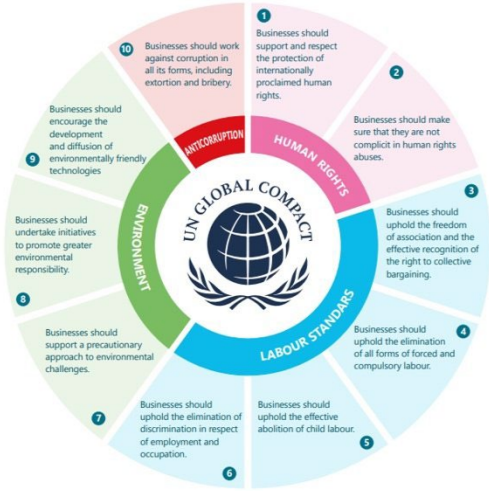 1
Businesses should
support and respect
the protection of
internationally
proclaimed human
rights.
2
Businesses should make
sure that they are not
complicit in human rights
abuses.
3
Businesses should
uphold the freedom
of association and the
effective recognition of
the right to collective
bargaining.
4
Businesses should
uphold the elimination
of all forms of forced and
compulsory labour.
Businesses should
uphold the effective
abolition of child labour.
5
Businesses should
uphold the elimination of
discrimination in respect
of employment and
occupation.
6
Businesses should
support a precautionary
approach to environmental
challenges.
7
Businesses should
undertake initiatives
to promote greater
environmental
responsibility.
8
Businesses should
encourage the
development
and diffusion of
environmentally friendly
technologies
9
10
Businesses should work
against corruption in
all its forms, including
extortion and bribery.
ANTICORRUPTION
HUMAN RIGHTS
LABOUR STANDARS
ENVIRONMENT
UN GLOBAL COMPACT